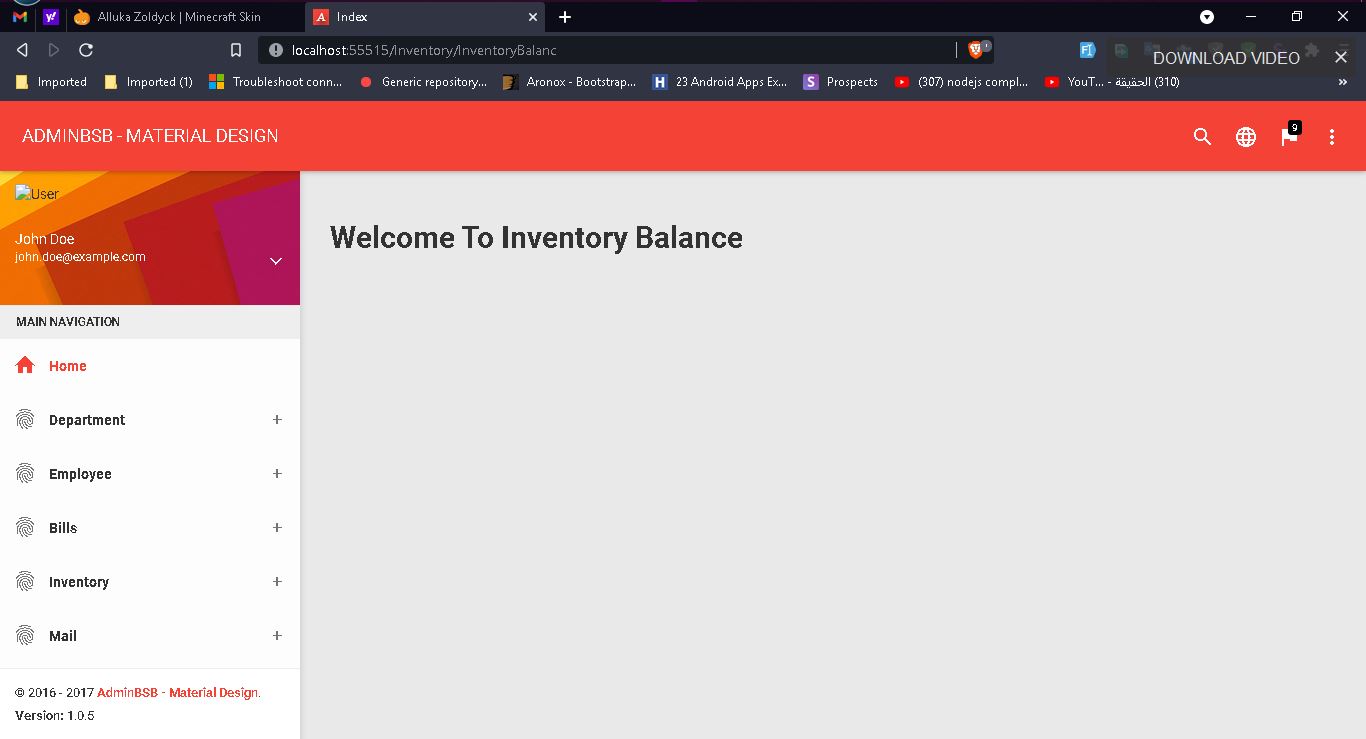 Alluka Zoldyck | Minecraft Skin
Index
localhost:55515/Inventory/InventoryBalanc
DOWNLOAD VIDEO
Imported
Imported (1)
Troubleshoot conn...
Generic repository...
Aronox - Bootstrap...
23 Android Apps Ex...
Prospects
(307) nodejs compl...
YouT... - الحقيقة (310)
ADMINBSB - MATERIAL DESIGN
9
User
John Doe
john.doe@example.com
Welcome To Inventory Balance
MAIN NAVIGATION
Home
Department
Employee
Bills
Inventory
Mail
© 2016 - 2017 AdminBSB - Material Design.
Version: 1.0.5